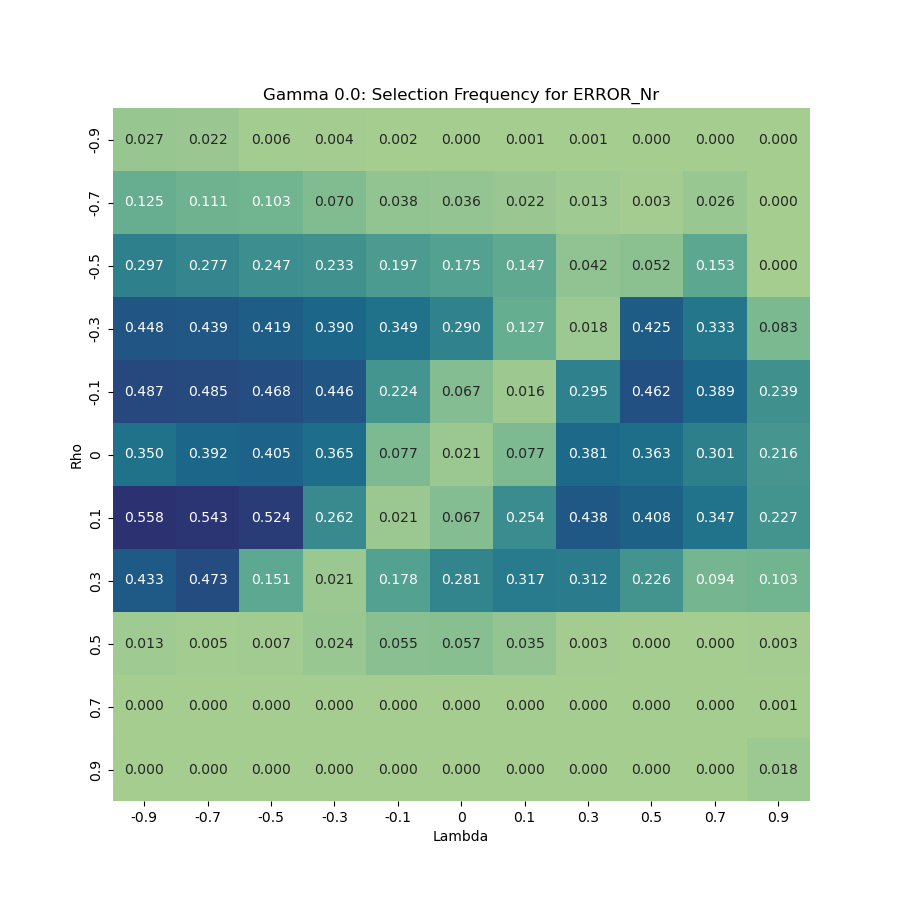 Gamma 0.0: Selection Frequency for ERROR_Nr
-0.9 0.027 0.022 0.006 0.004 0.002 0.000 0.001 0.001 0.000 0.000 0.000
-0.7 0.125 0.111 0.103 0.070 0.038 0.036 0.022 0.013 0.003 0.026 0.000
-0.5 0.297 0.277 0.247 0.233 0.197 0.175 0.147 0.042 0.052 0.153 0.000
-0.3 0.448 0.439 0.419 0.390 0.349 0.290 0.127 0.018 0.425 0.333 0.083
-0.1 0.487 0.485 0.468 0.446 0.224 0.067 0.016 0.295 0.462 0.389 0.239
Rho
0 0.350 0.392 0.405 0.365 0.077 0.021 0.077 0.381 0.363 0.301 0.216
0.1 0.558 0.543 0.524 0.262 0.021 0.067 0.254 0.438 0.408 0.347 0.227
0.3 0.433 0.473 0.151 0.021 0.178 0.281 0.317 0.312 0.226 0.094 0.103
0.5 0.013 0.005 0.007 0.024 0.055 0.057 0.035 0.003 0.000 0.000 0.003
0.7 0.000 0.000 0.000 0.000 0.000 0.000 0.000 0.000 0.000 0.000 0.001
0.9 0.000 0.000 0.000 0.000 0.000 0.000 0.000 0.000 0.000 0.000 0.018
-0.9 -0.7 -0.5 -0.3 -0.1 0 0.1 0.3 0.5 0.7 0.9
Lambda